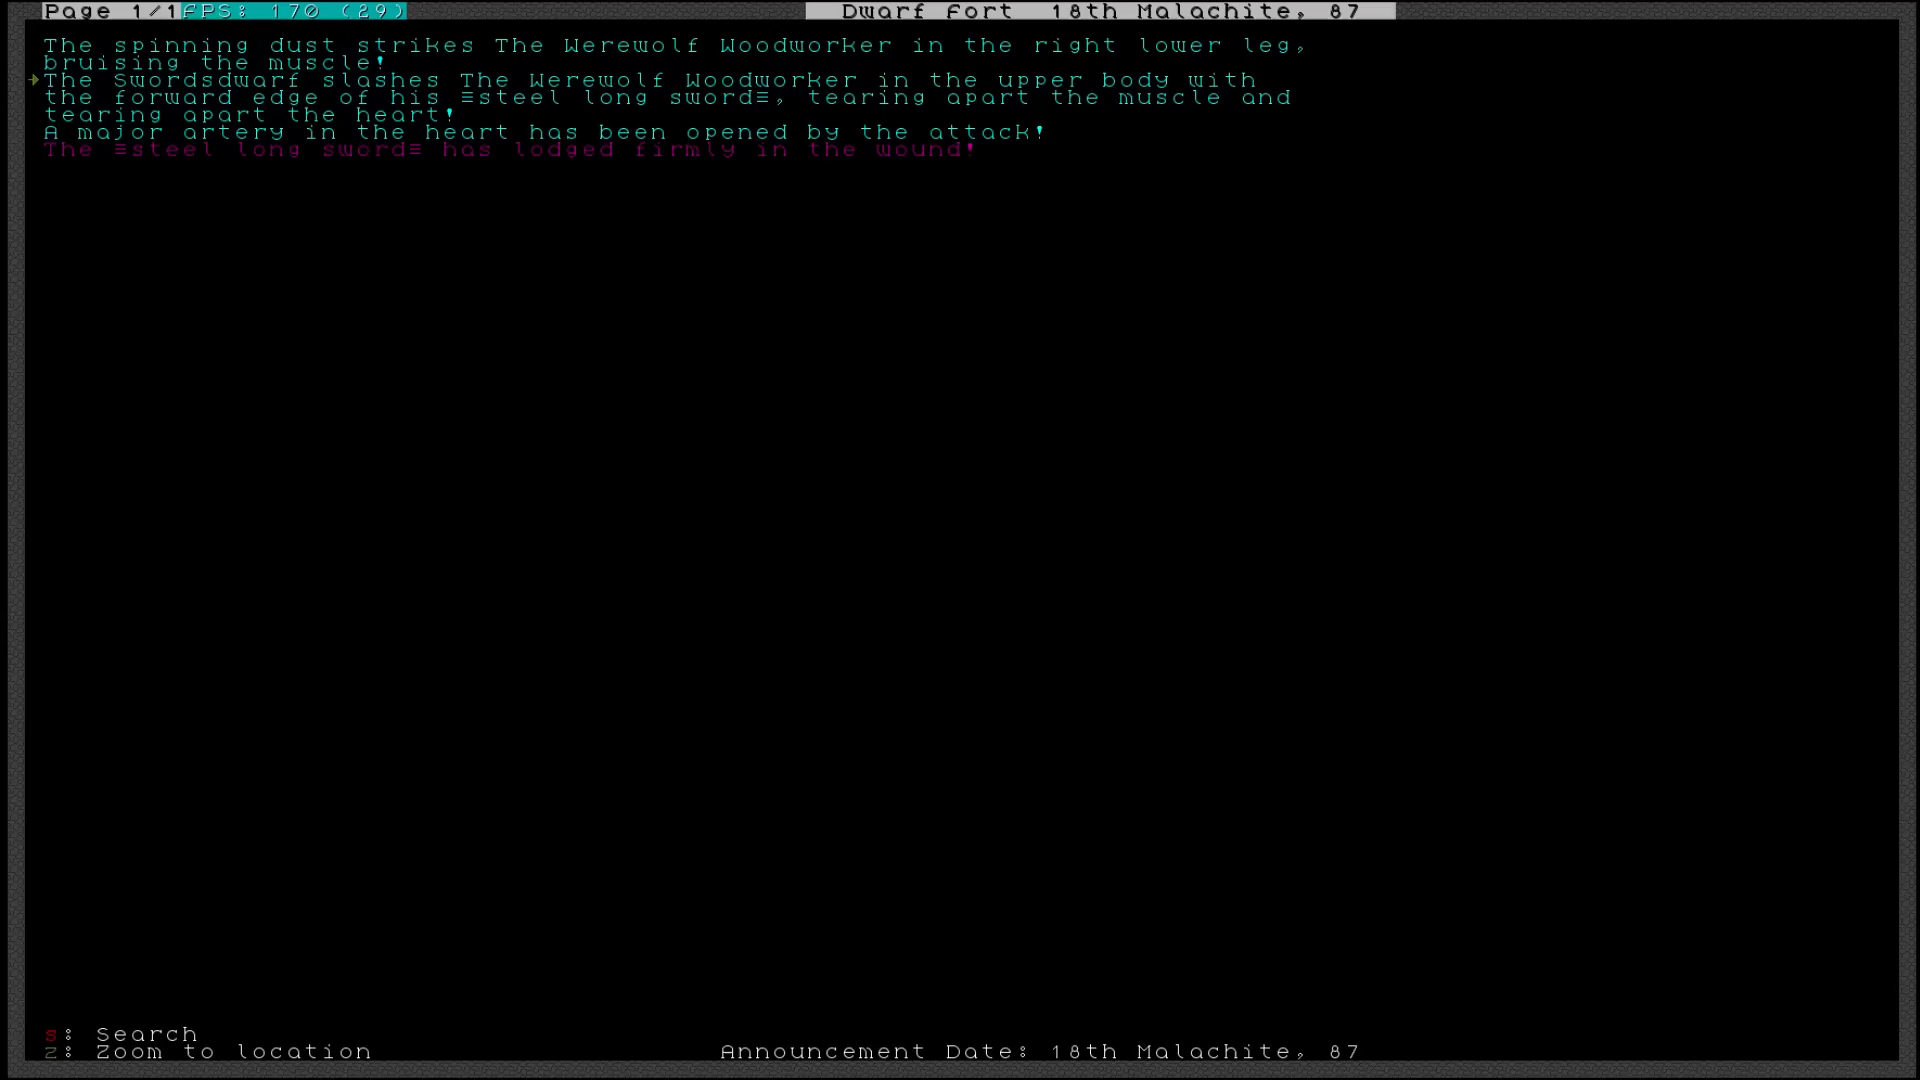 Page 1/1 FPS: 170 (29) Dwarf Fort 18th Malachite, 87
The spinning dust strikes The Werewolf Woodworker in the right lower leg,
bruising the muscle!
The Swordsdwarf slashes The Werewolf Woodworker in the upper body with
the forward edge of his ≡steel long sword≡, tearing apart the muscle and
tearing apart the heart!
A major artery in the heart has been opened by the attack!
The ≡steel long sword≡ has lodged firmly in the wound!
s: Search
z: Zoom to location Announcement Date: 18th Malachite, 87